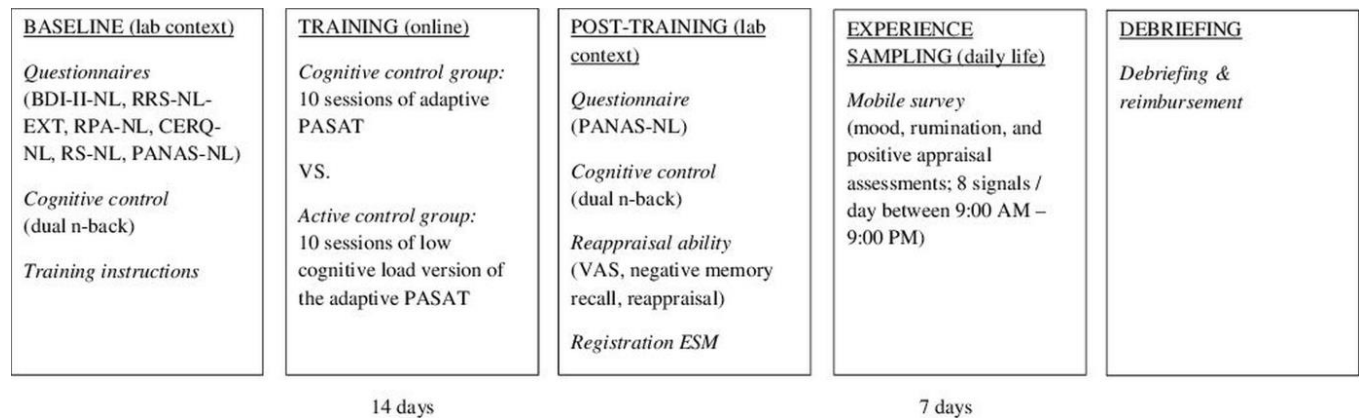 BASELINE (lab context)
Questionnaires
(BDI-II-NL, RRS-NL-
EXT, RPA-NL, CERQ-
NL, RS-NL, PANAS-NL)
Cognitive control
(dual n-back)
Training instructions
TRAINING (online)
Cognitive control group:
10 sessions of adaptive
PASAT
VS.
Active control group:
10 sessions of low
cognitive load version of
the adaptive PASAT
POST-TRAINING (lab
context)
Questionnaire
(PANAS-NL)
Cognitive control
(dual n-back)
Reappraisal ability
(VAS, negative memory
recall, reappraisal)
Registration ESM
EXPERIENCE
SAMPLING (daily life)
Mobile survey
(mood, rumination, and
positive appraisal
assessments; 8 signals /
day between 9:00 AM –
9:00 PM)
DEBRIEFING
Debriefing &
reimbursement
14 days
7 days